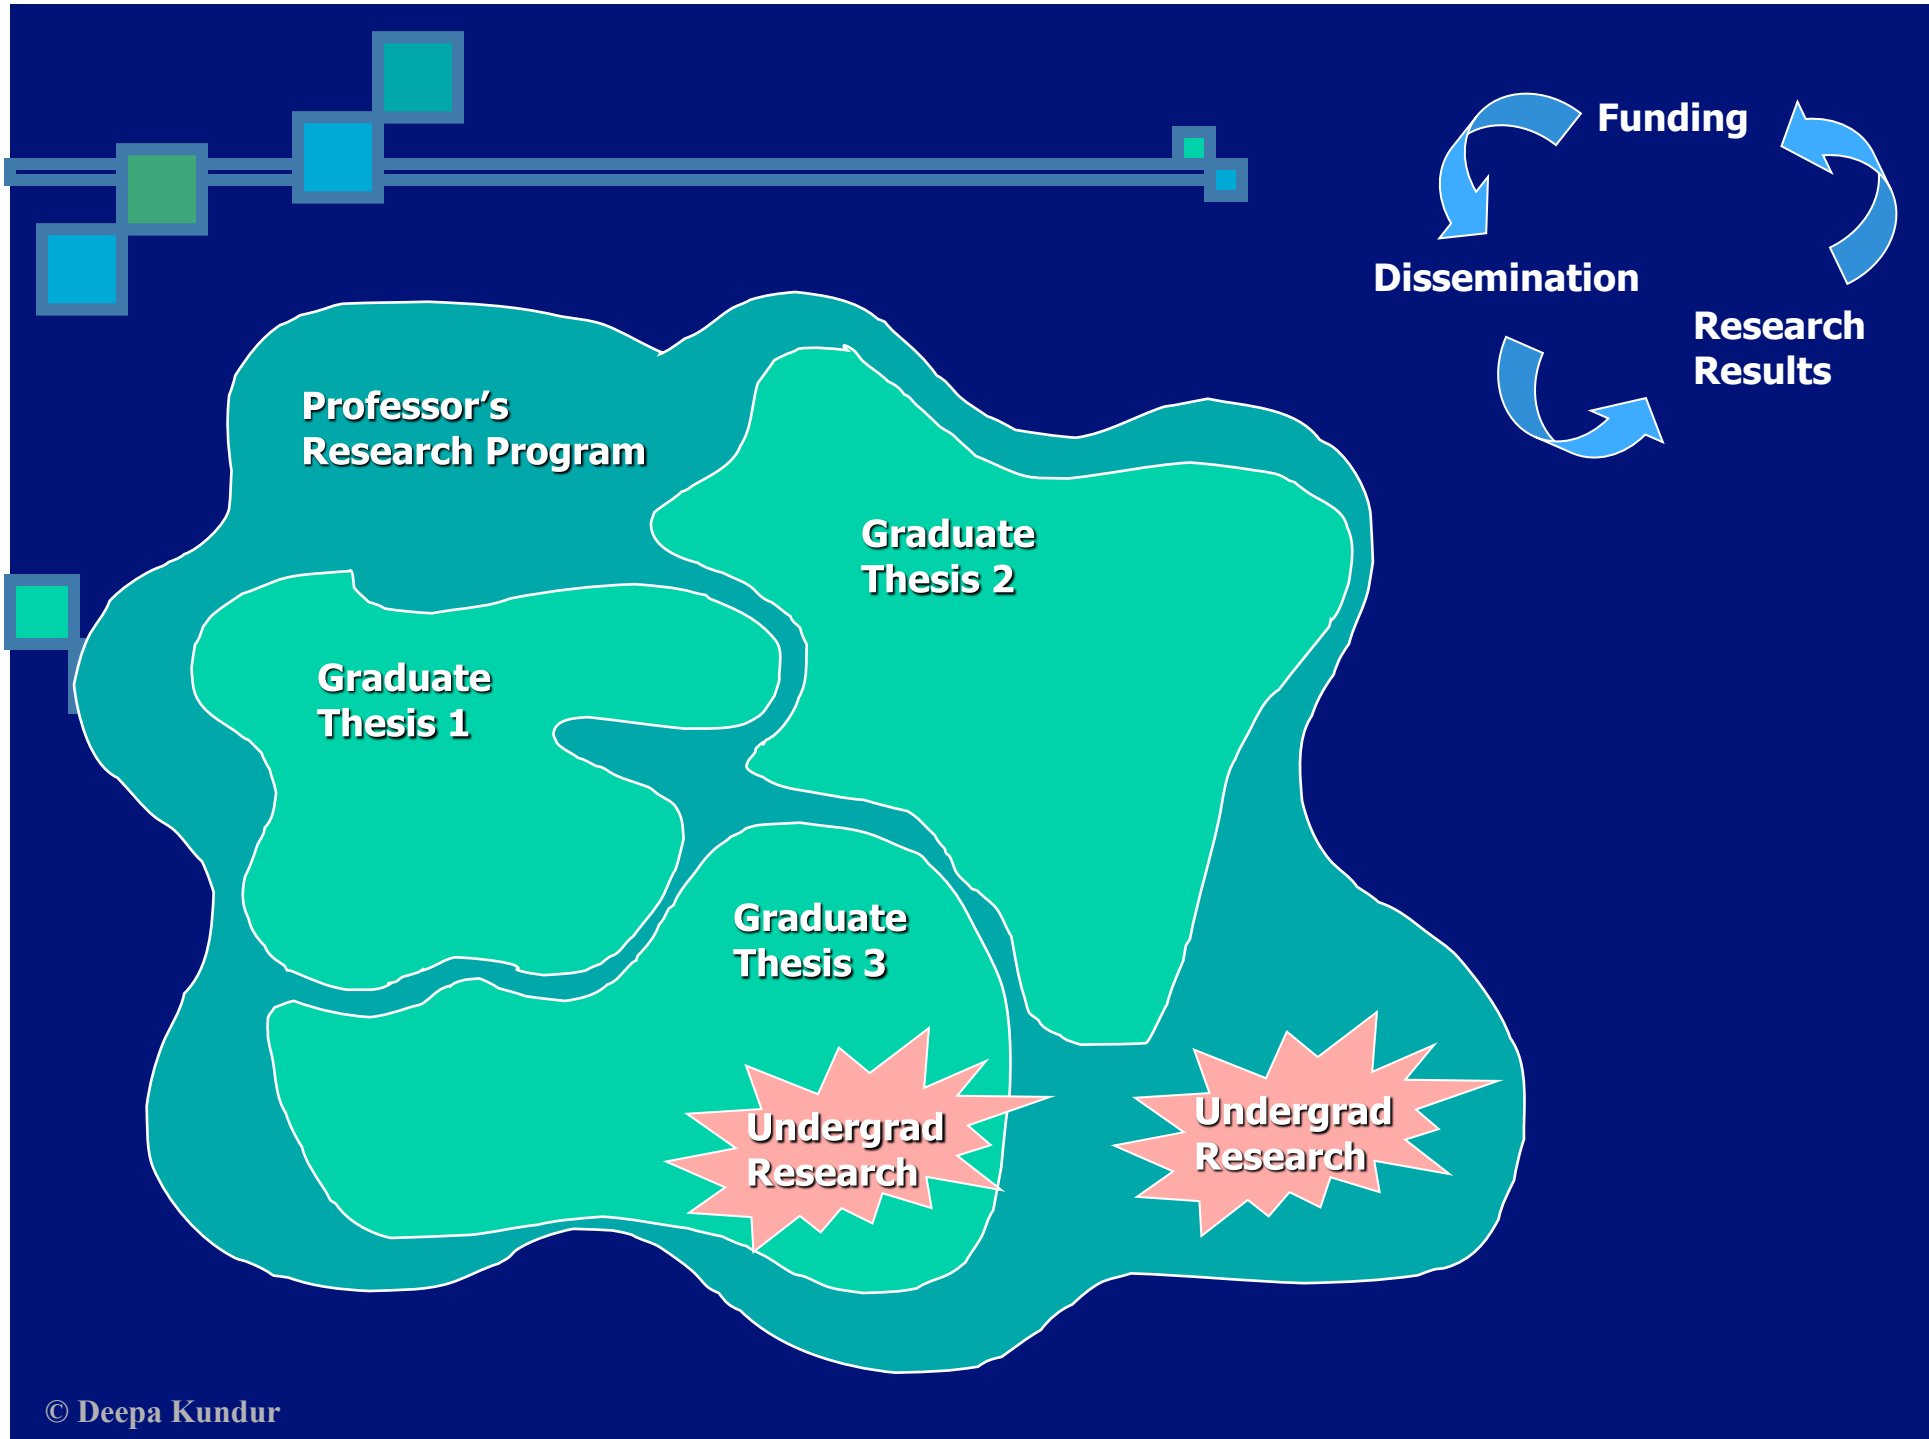 Funding
Dissemination
Research
Results
Professor’s
Research Program
Graduate
Thesis 2
Graduate
Thesis 1
Graduate
Thesis 3
Undergrad
Research
Undergrad
Research
© Deepa Kundur